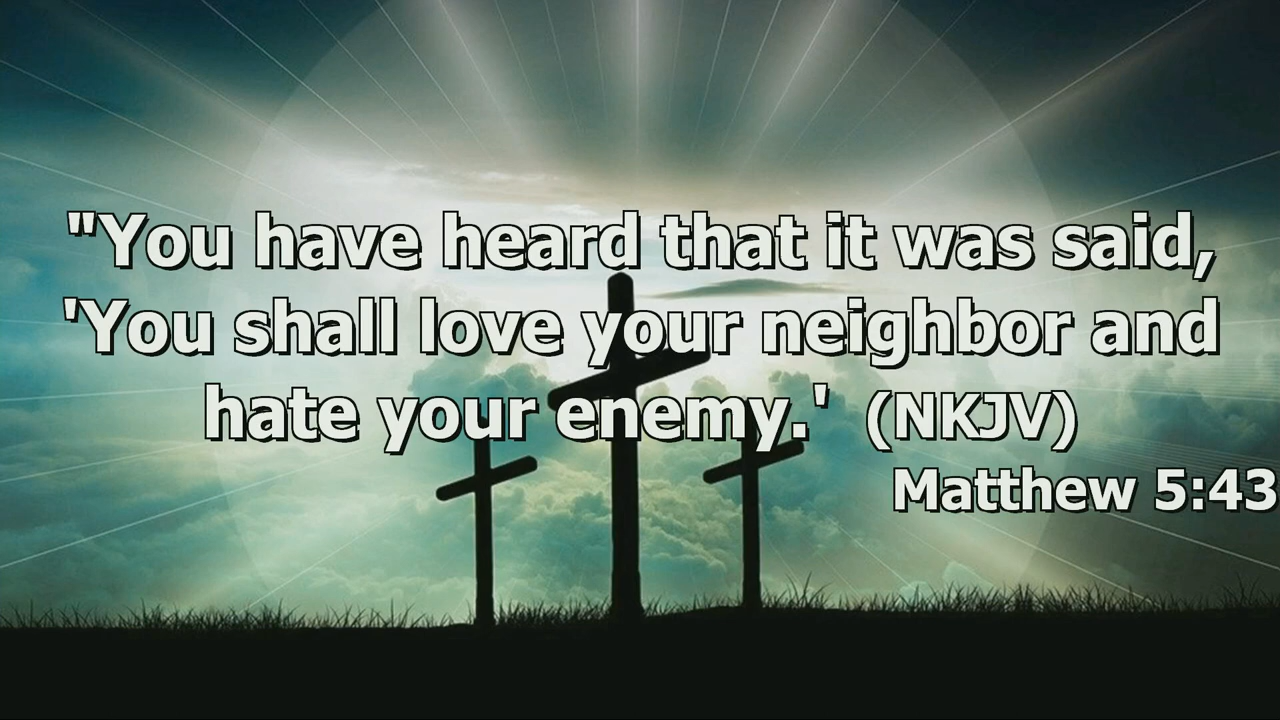 "You have heard that it was said,
'You shall love your neighbor and
hate your enemy.' (NKJV)
Matthew 5:43